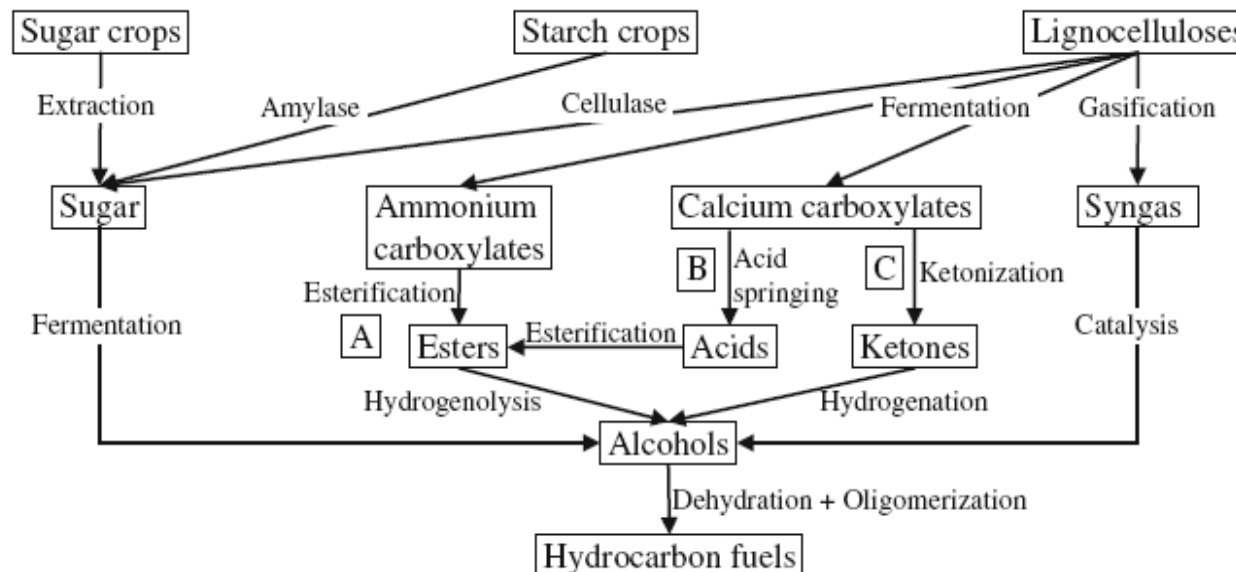 Sugar crops
Starch crops
Lignocelluloses
Extraction
Amylase
Cellulase
Fermentation
Gasification
Sugar
Ammonium
carboxylates
Calcium carboxylates
Syngas
B
Acid
springing
C
Ketonization
Esterification
Fermentation
A
Esters
Esterification
Acids
Ketones
Catalysis
Hydrogenolysis
Hydrogenation
Alcohols
Dehydration + Oligomerization
Hydrocarbon fuels